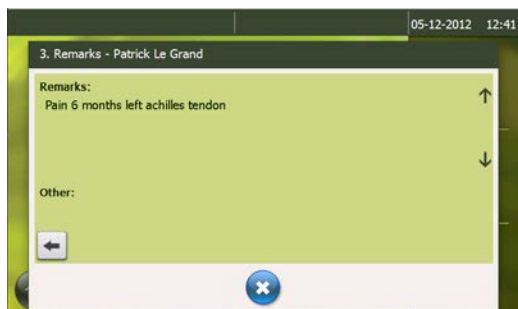 05-12-2012 12:41
3. Remarks - Patrick Le Grand
Remarks:
Pain 6 months left achilles tendon
Other: